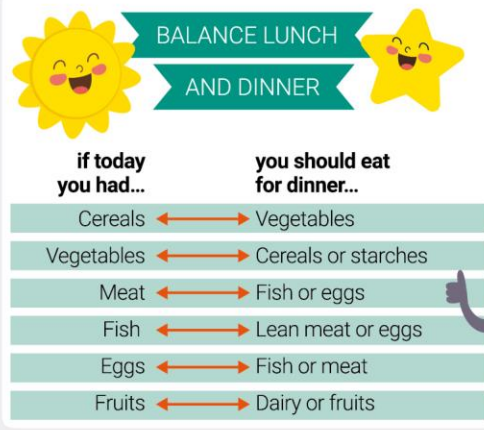 BALANCE LUNCH
AND DINNER
if today
you had...
you should eat
for dinner...
Cereals Vegetables
Vegetables Cereals or starches
Meat Fish or eggs
Fish Lean meat or eggs
Eggs Fish or meat
Fruits Dairy or fruits